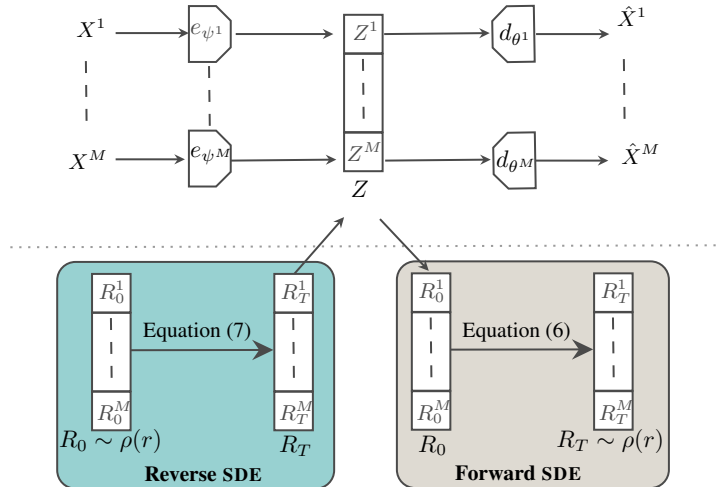 X^1 e_{ψ^1} Z^1 d_{θ^1} X̂^1
X^M e_{ψ^M} Z^M d_{θ^M} X̂^M
Z
R_0^1 R_T^1 R_0^1 R_T^1
Equation (7) Equation (6)
R_0^M R_T^M R_0^M R_T^M
R_0 ∼ ρ(r) R_T R_0 R_T ∼ ρ(r)
Reverse SDE Forward SDE